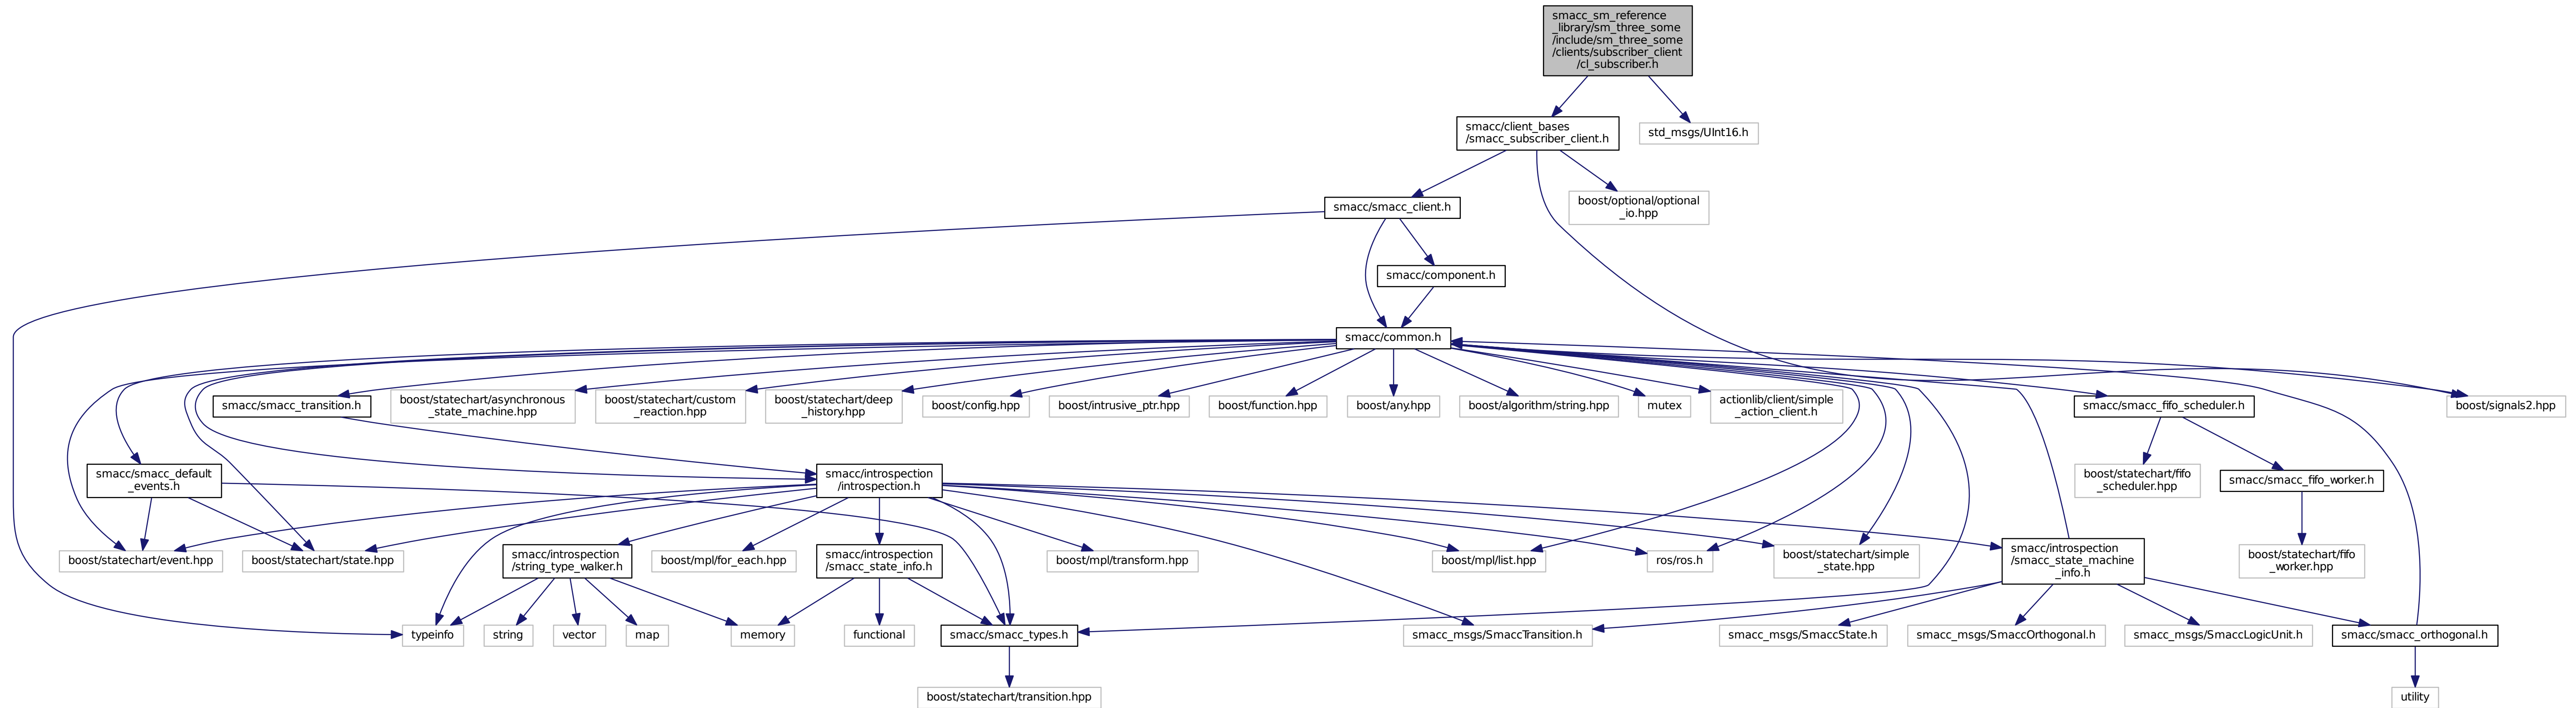 smacc_sm_reference
_library/sm_three_some
/include/sm_three_some
/clients/subscriber_client
/cl_subscriber.h
smacc/client_bases
/smacc_subscriber_client.h
std_msgs/UInt16.h
smacc/smacc_client.h
boost/optional/optional
_io.hpp
smacc/component.h
smacc/common.h
smacc/smacc_transition.h
boost/statechart/asynchronous
_state_machine.hpp
boost/statechart/custom
_reaction.hpp
boost/statechart/deep
_history.hpp
boost/config.hpp
boost/intrusive_ptr.hpp
boost/function.hpp
boost/any.hpp
boost/algorithm/string.hpp
mutex
actionlib/client/simple
_action_client.h
smacc/smacc_fifo_scheduler.h
boost/signals2.hpp
smacc/smacc_default
_events.h
smacc/introspection
/introspection.h
boost/statechart/fifo
_scheduler.hpp
smacc/smacc_fifo_worker.h
boost/statechart/event.hpp
boost/statechart/state.hpp
smacc/introspection
/string_type_walker.h
boost/mpl/for_each.hpp
smacc/introspection
/smacc_state_info.h
boost/mpl/transform.hpp
boost/mpl/list.hpp
ros/ros.h
boost/statechart/simple
_state.hpp
smacc/introspection
/smacc_state_machine
_info.h
boost/statechart/fifo
_worker.hpp
typeinfo
string
vector
map
memory
functional
smacc/smacc_types.h
smacc_msgs/SmaccTransition.h
smacc_msgs/SmaccState.h
smacc_msgs/SmaccOrthogonal.h
smacc_msgs/SmaccLogicUnit.h
smacc/smacc_orthogonal.h
boost/statechart/transition.hpp
utility